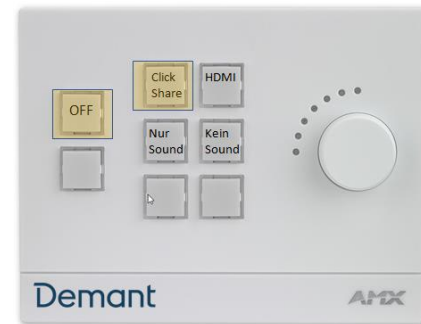 OFF
Click
Share
HDMI
Nur
Sound
Kein
Sound
Demant
AMX